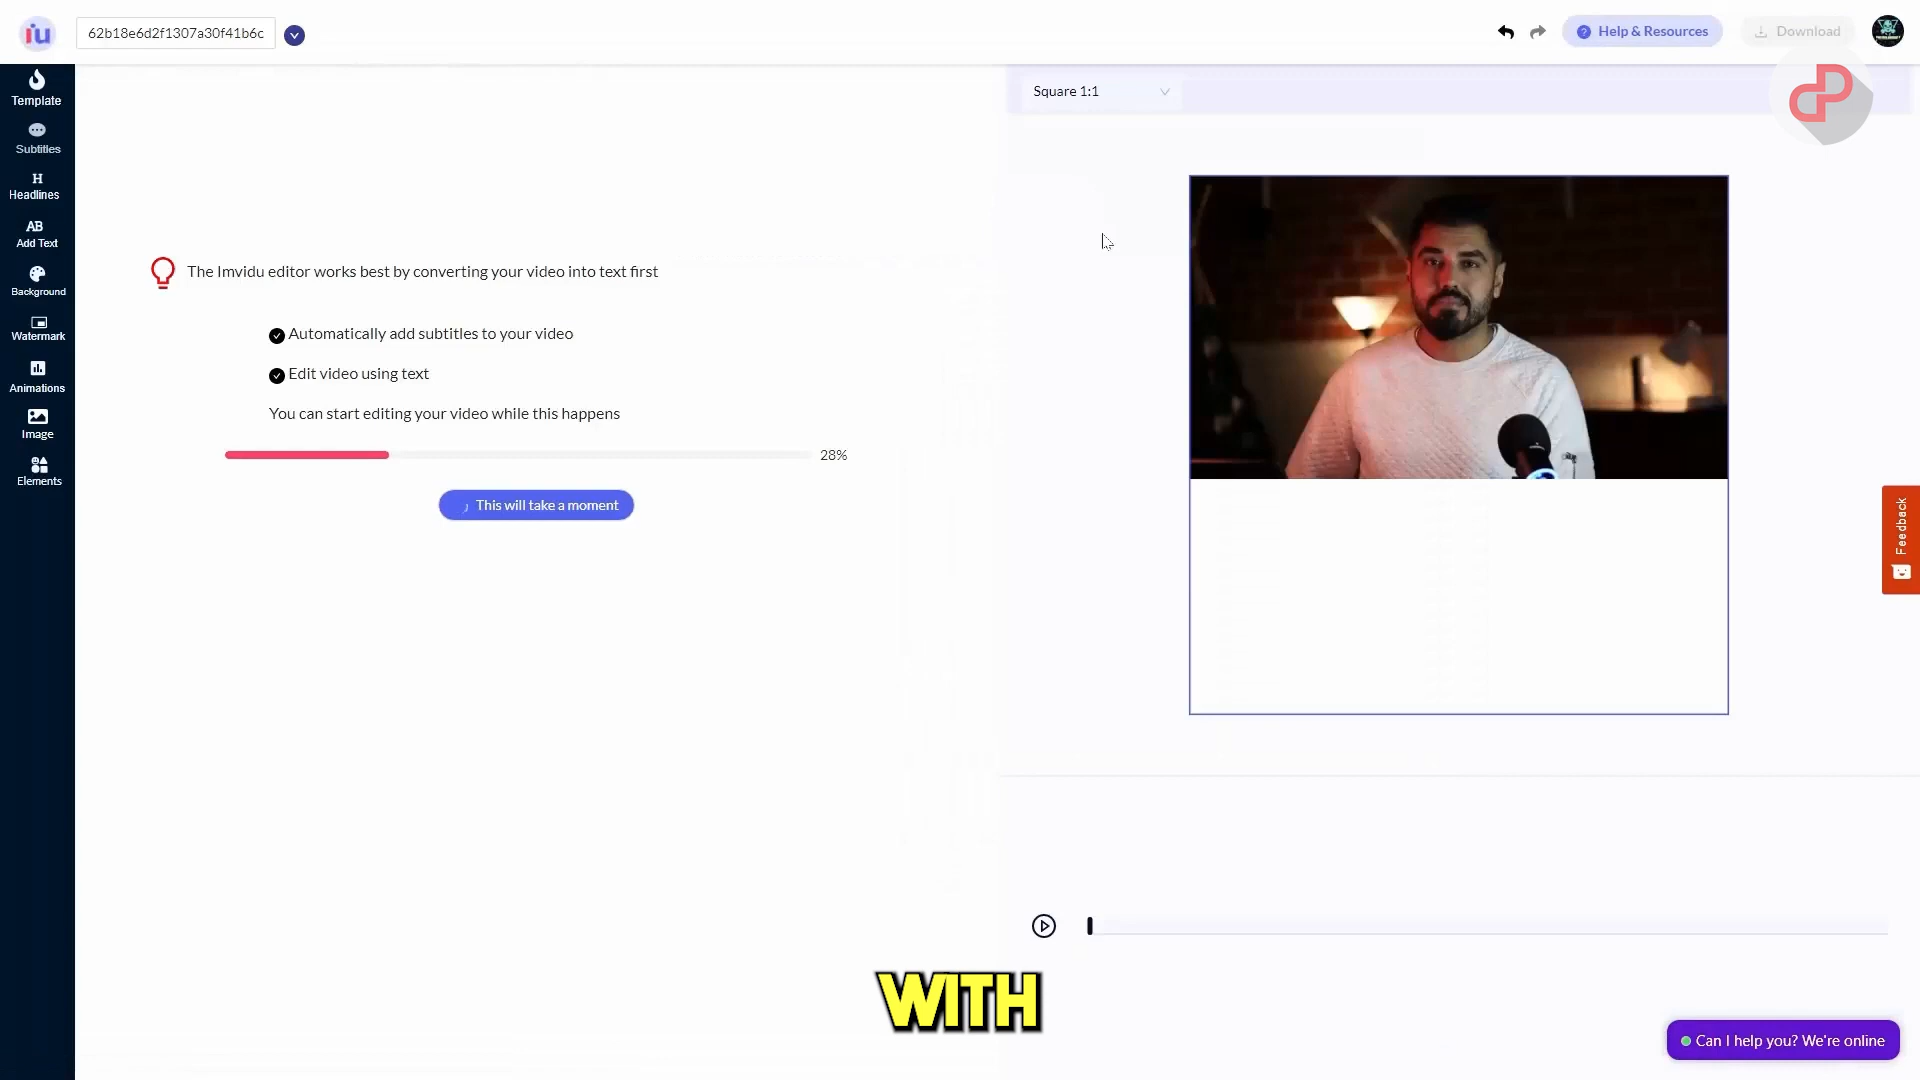 iu
62b18e6d2f1307a30f41b6c
Help & Resources
Download
Template
Subtitles
H
Headlines
AB
Add Text
Background
Watermark
Animations
Image
Elements
Square 1:1
The Imvidu editor works best by converting your video into text first
Automatically add subtitles to your video
Edit video using text
You can start editing your video while this happens
28%
This will take a moment
Feedback
WITH
Can I help you? We're online